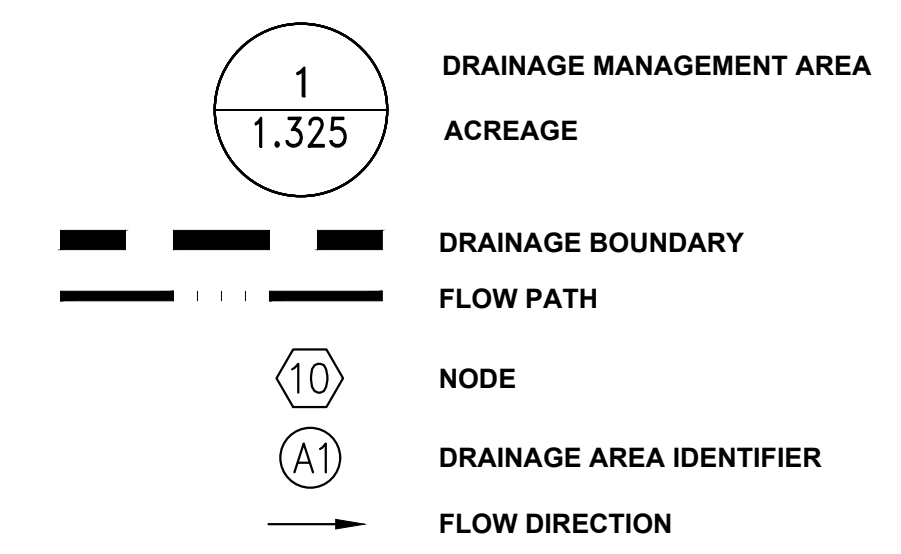 1
DRAINAGE MANAGEMENT AREA
1.325
ACREAGE
DRAINAGE BOUNDARY
FLOW PATH
10
NODE
A1
DRAINAGE AREA IDENTIFIER
FLOW DIRECTION